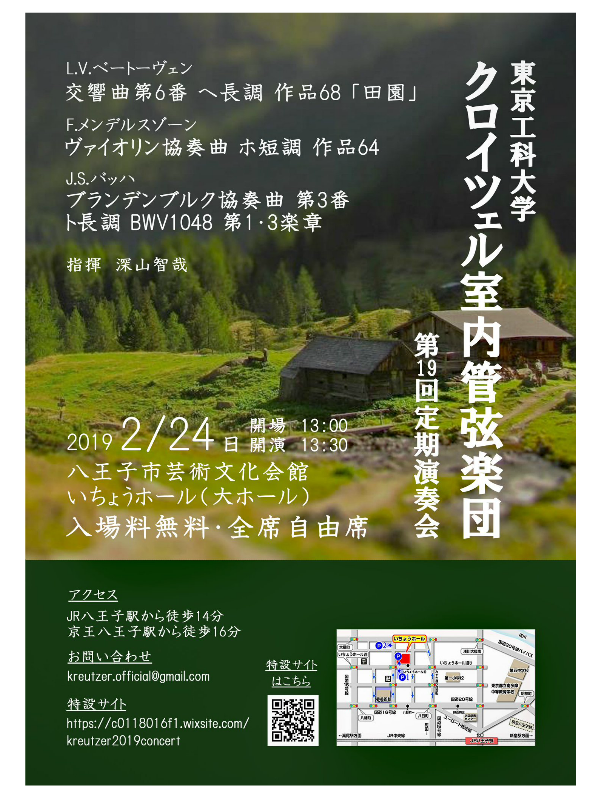 東京工科大学
クロイツェル室内管弦楽団
第19回定期演奏会
L.V.ベートーヴェン
交響曲第6番 ヘ長調 作品68「田園」
F.メンデルスゾーン
ヴァイオリン協奏曲 ホ短調 作品64
J.S.バッハ
ブランデンブルク協奏曲 第3番
ト長調 BWV1048 第1・3楽章
指揮 深山智哉
2019 2/24日
開場 13:00
開演 13:30
八王子市芸術文化会館
いちょうホール(大ホール)
入場料無料・全席自由席
アクセス
JR八王子駅から徒歩14分
京王八王子駅から徒歩16分
お問い合わせ
kreutzer.official@gmail.com
特設サイト
https://c0118016f1.wixsite.com/
kreutzer2019concert
特設サイト
はこちら
いちょうホール
いちょうホール通り